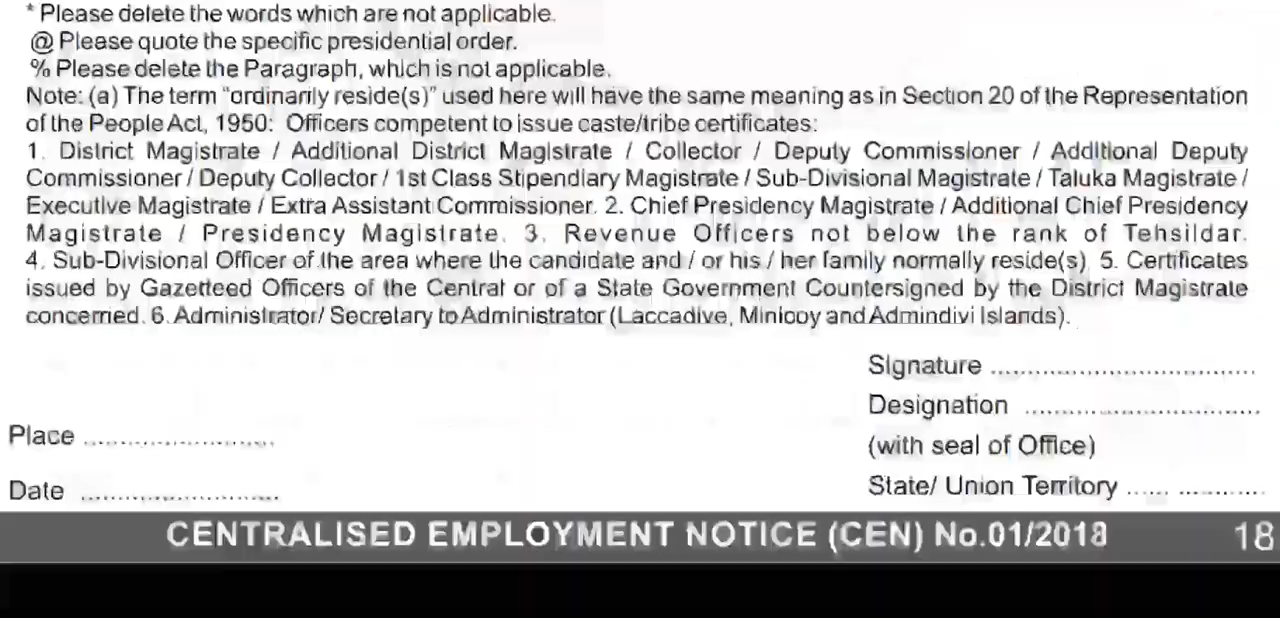 * Please delete the words which are not applicable.
@ Please quote the specific presidential order.
% Please delete the Paragraph, which is not applicable.
Note: (a) The term "ordinarily reside(s)" used here will have the same meaning as in Section 20 of the Representation
of the People Act, 1950: Officers competent to issue caste/tribe certificates:
1. District Magistrate / Additional District Magistrate / Collector / Deputy Commissioner / Additional Deputy
Commissioner / Deputy Collector / 1st Class Stipendiary Magistrate / Sub-Divisional Magistrate / Taluka Magistrate /
Executive Magistrate / Extra Assistant Commissioner. 2. Chief Presidency Magistrate / Additional Chief Presidency
Magistrate / Presidency Magistrate. 3. Revenue Officers not below the rank of Tehsildar.
4. Sub-Divisional Officer of the area where the candidate and / or his / her family normally reside(s). 5. Certificates
issued by Gazetteed Officers of the Central or of a State Government Countersigned by the District Magistrate
concerned. 6. Administrator/ Secretary to Administrator (Laccadive, Minicoy and Admindivi Islands).
Signature ....................................
Designation ................................
Place ..........................
(with seal of Office)
Date ...........................
State/ Union Territory ...... ............
CENTRALISED EMPLOYMENT NOTICE (CEN) No.01/2018 18